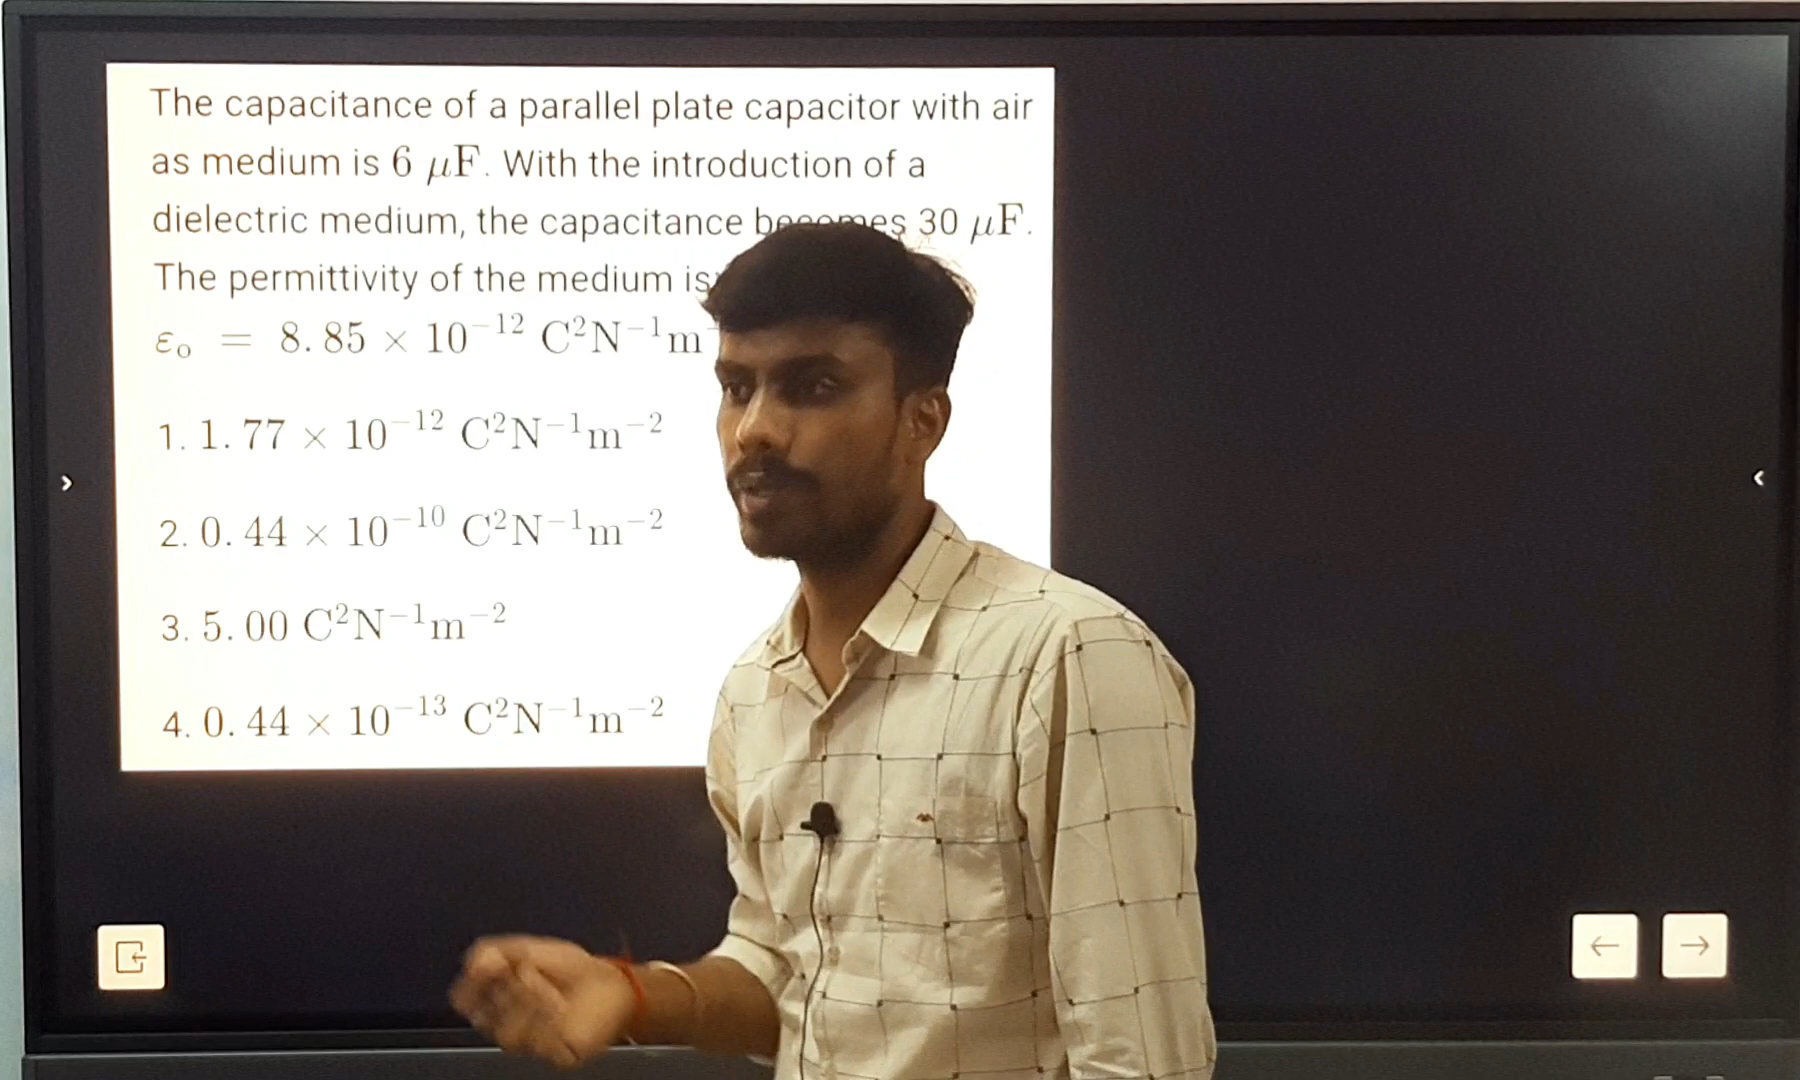 The capacitance of a parallel plate capacitor with air
as medium is 6 μF. With the introduction of a
dielectric medium, the capacitance becomes 30 μF.
The permittivity of the medium is
ε₀ = 8.85 × 10⁻¹² C²N⁻¹m
1. 1.77 × 10⁻¹² C²N⁻¹m⁻²
2. 0.44 × 10⁻¹⁰ C²N⁻¹m⁻²
3. 5.00 C²N⁻¹m⁻²
4. 0.44 × 10⁻¹³ C²N⁻¹m⁻²